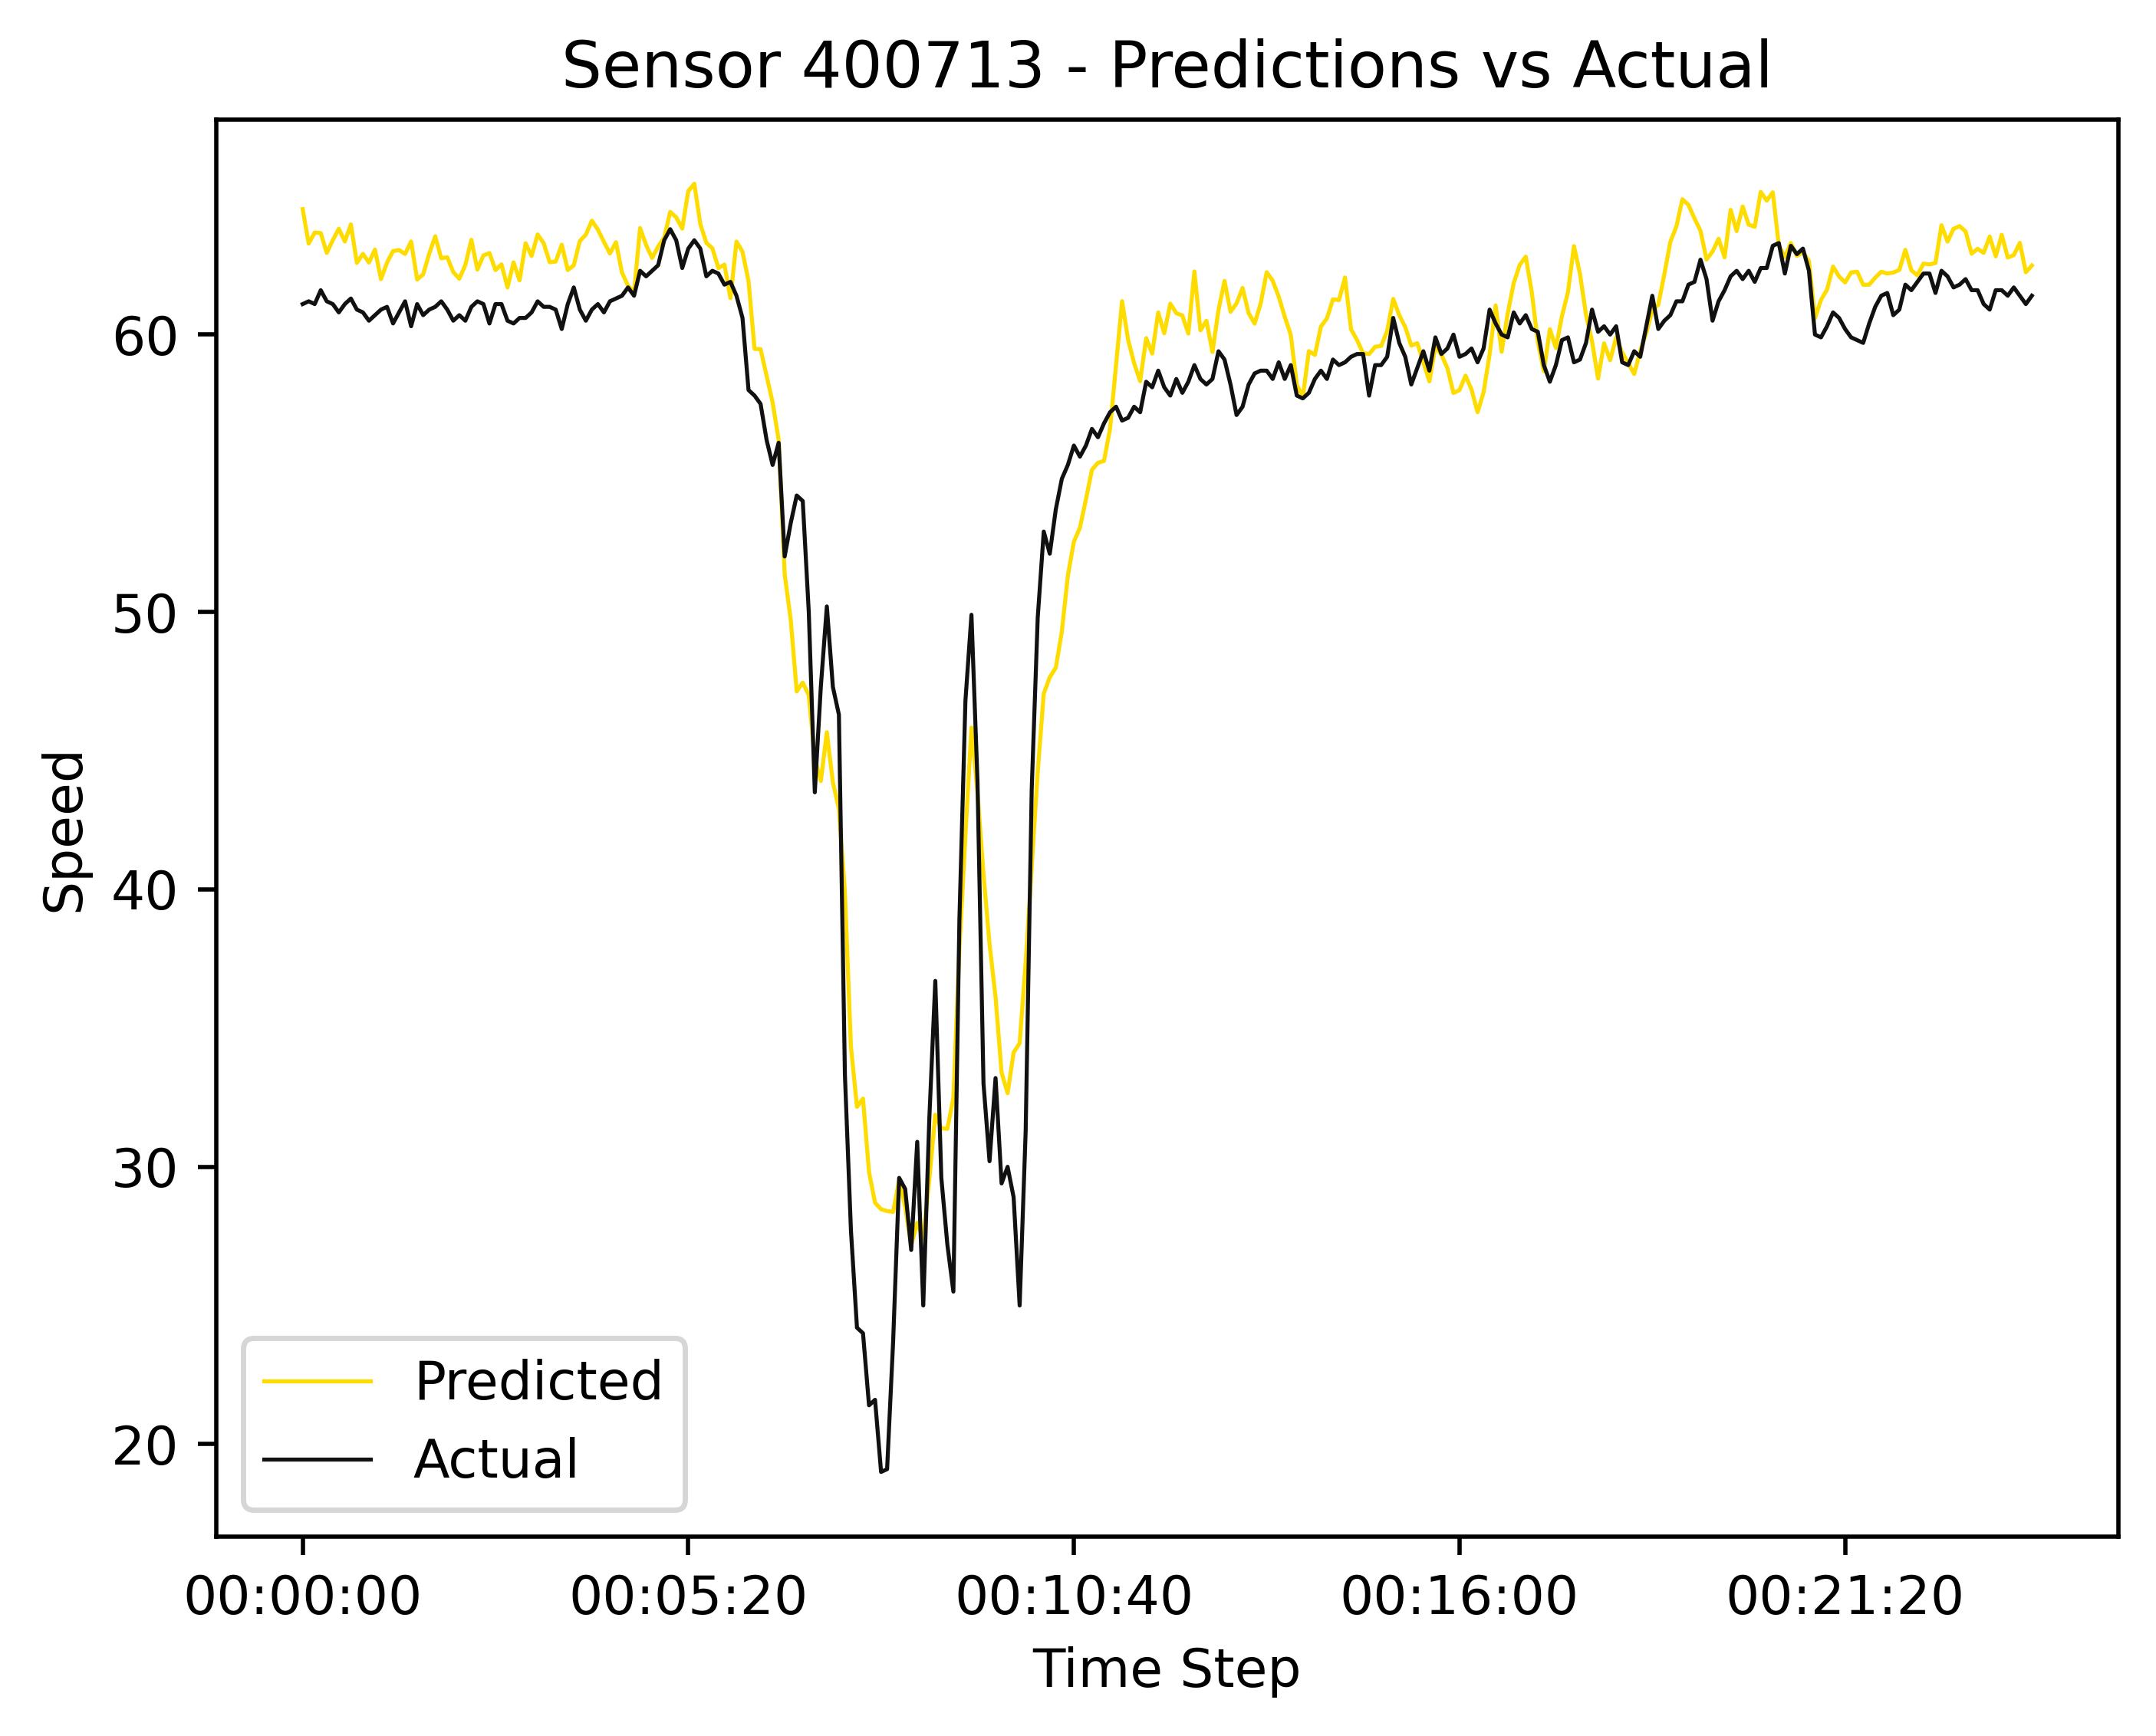 Sensor 400713 - Predictions vs Actual
60
50
40
30
20
Speed
Predicted
Actual
00:00:00 00:05:20 00:10:40 00:16:00 00:21:20
Time Step